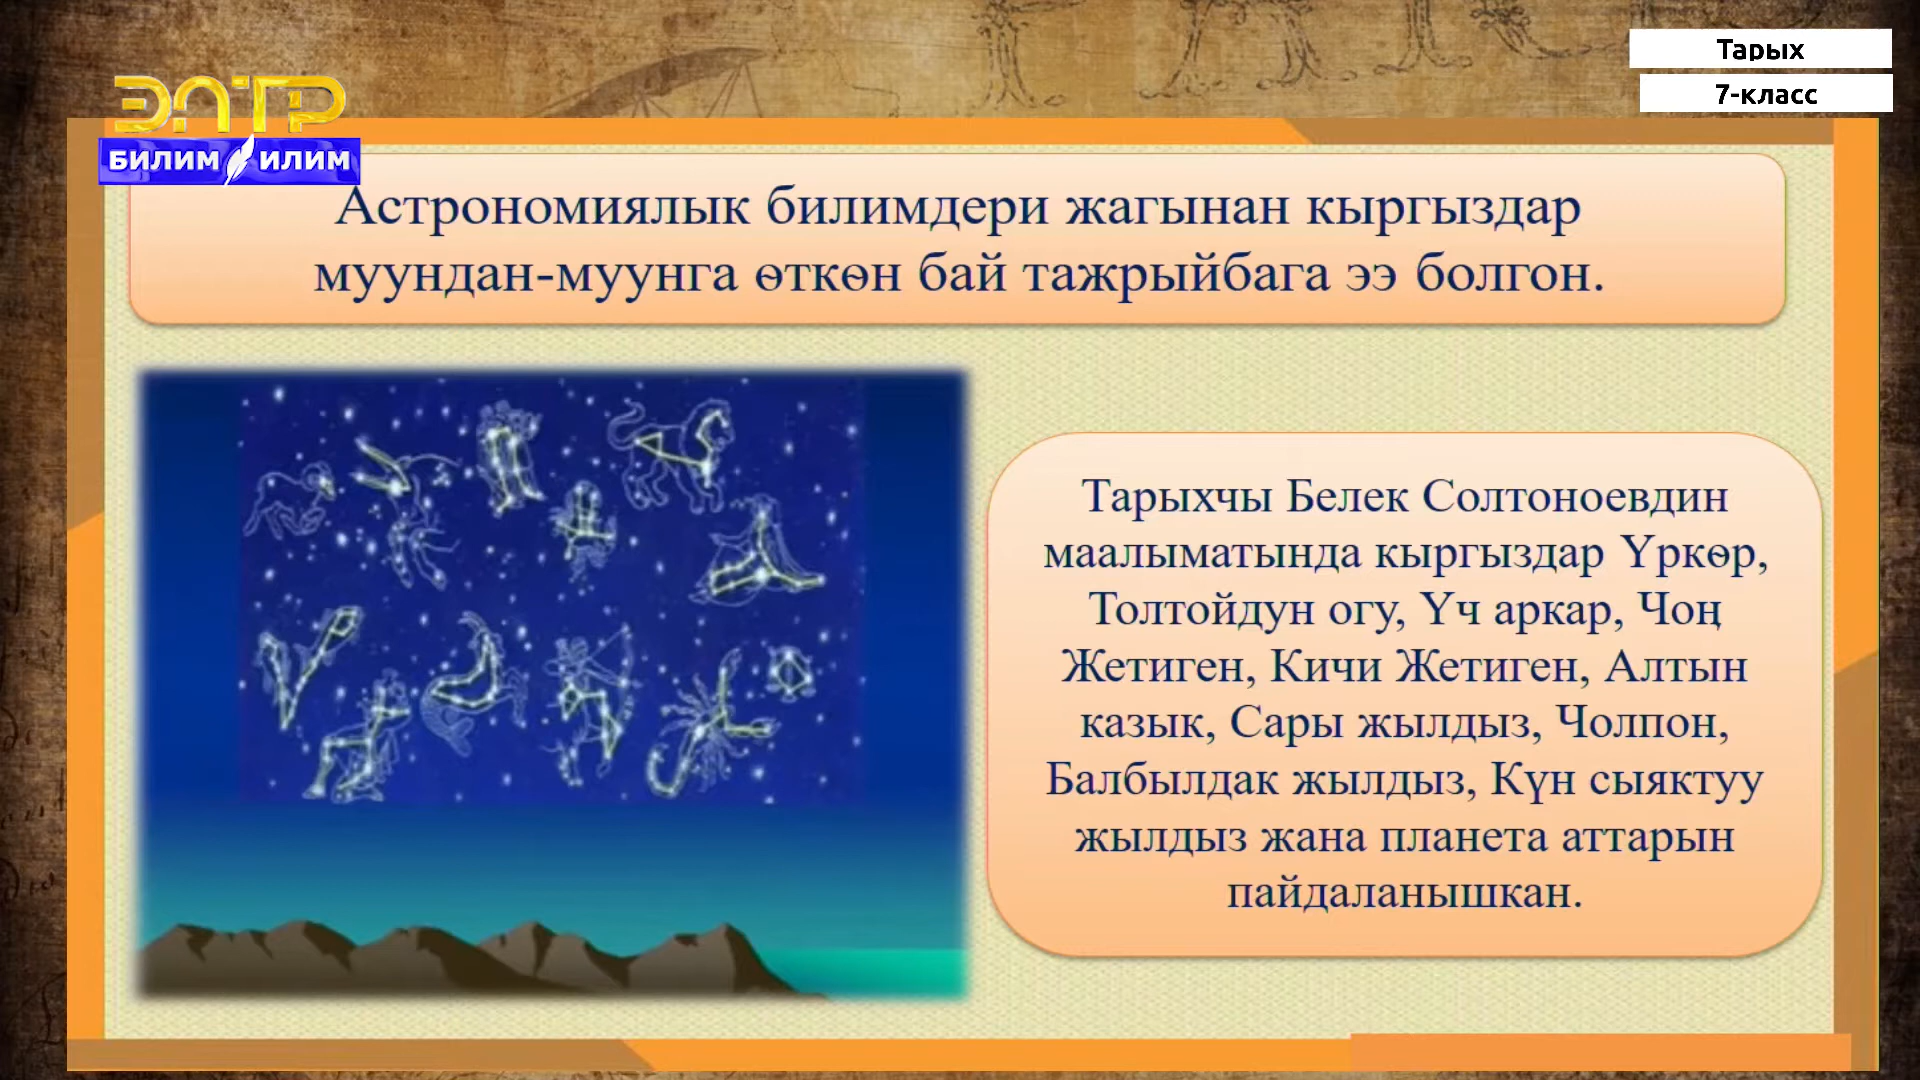 Тарых
7-класс
ЭЛТР
БИЛИМ ИЛИМ
Астрономиялык билимдери жагынан кыргыздар
муундан-муунга өткөн бай тажрыйбага ээ болгон.
Тарыхчы Белек Солтоноевдин
маалыматында кыргыздар Үркөр,
Толтойдун огу, Үч аркар, Чоң
Жетиген, Кичи Жетиген, Алтын
казык, Сары жылдыз, Чолпон,
Балбылдак жылдыз, Күн сыяктуу
жылдыз жана планета аттарын
пайдаланышкан.